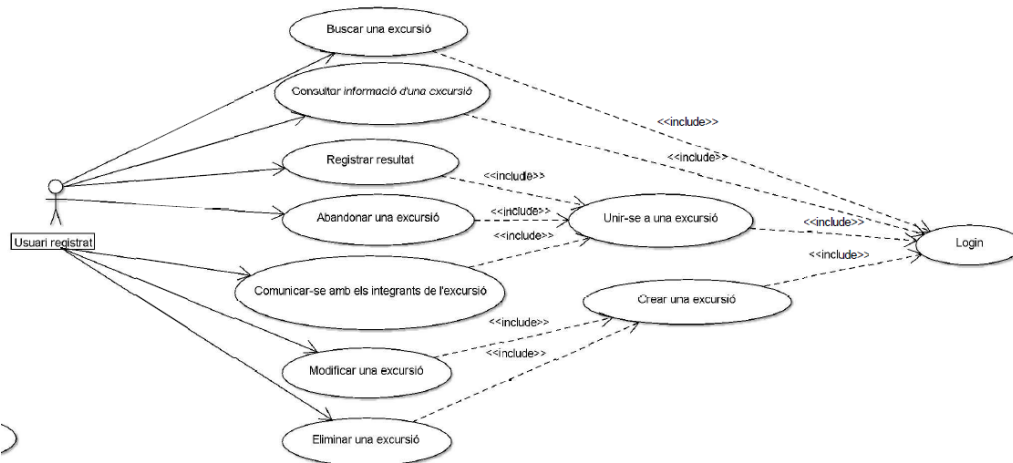 Buscar una excursió
Consultar informació d'una excursió
<<include>>
<<include>>
Registrar resultat
<<include>>
Abandonar una excursió
<<include>>
Unir-se a una excursió
<<include>>
<<include>>
Login
Usuari registrat
<<include>>
Comunicar-se amb els integrants de l'excursió
Crear una excursió
<<include>>
<<include>>
Modificar una excursió
Eliminar una excursió